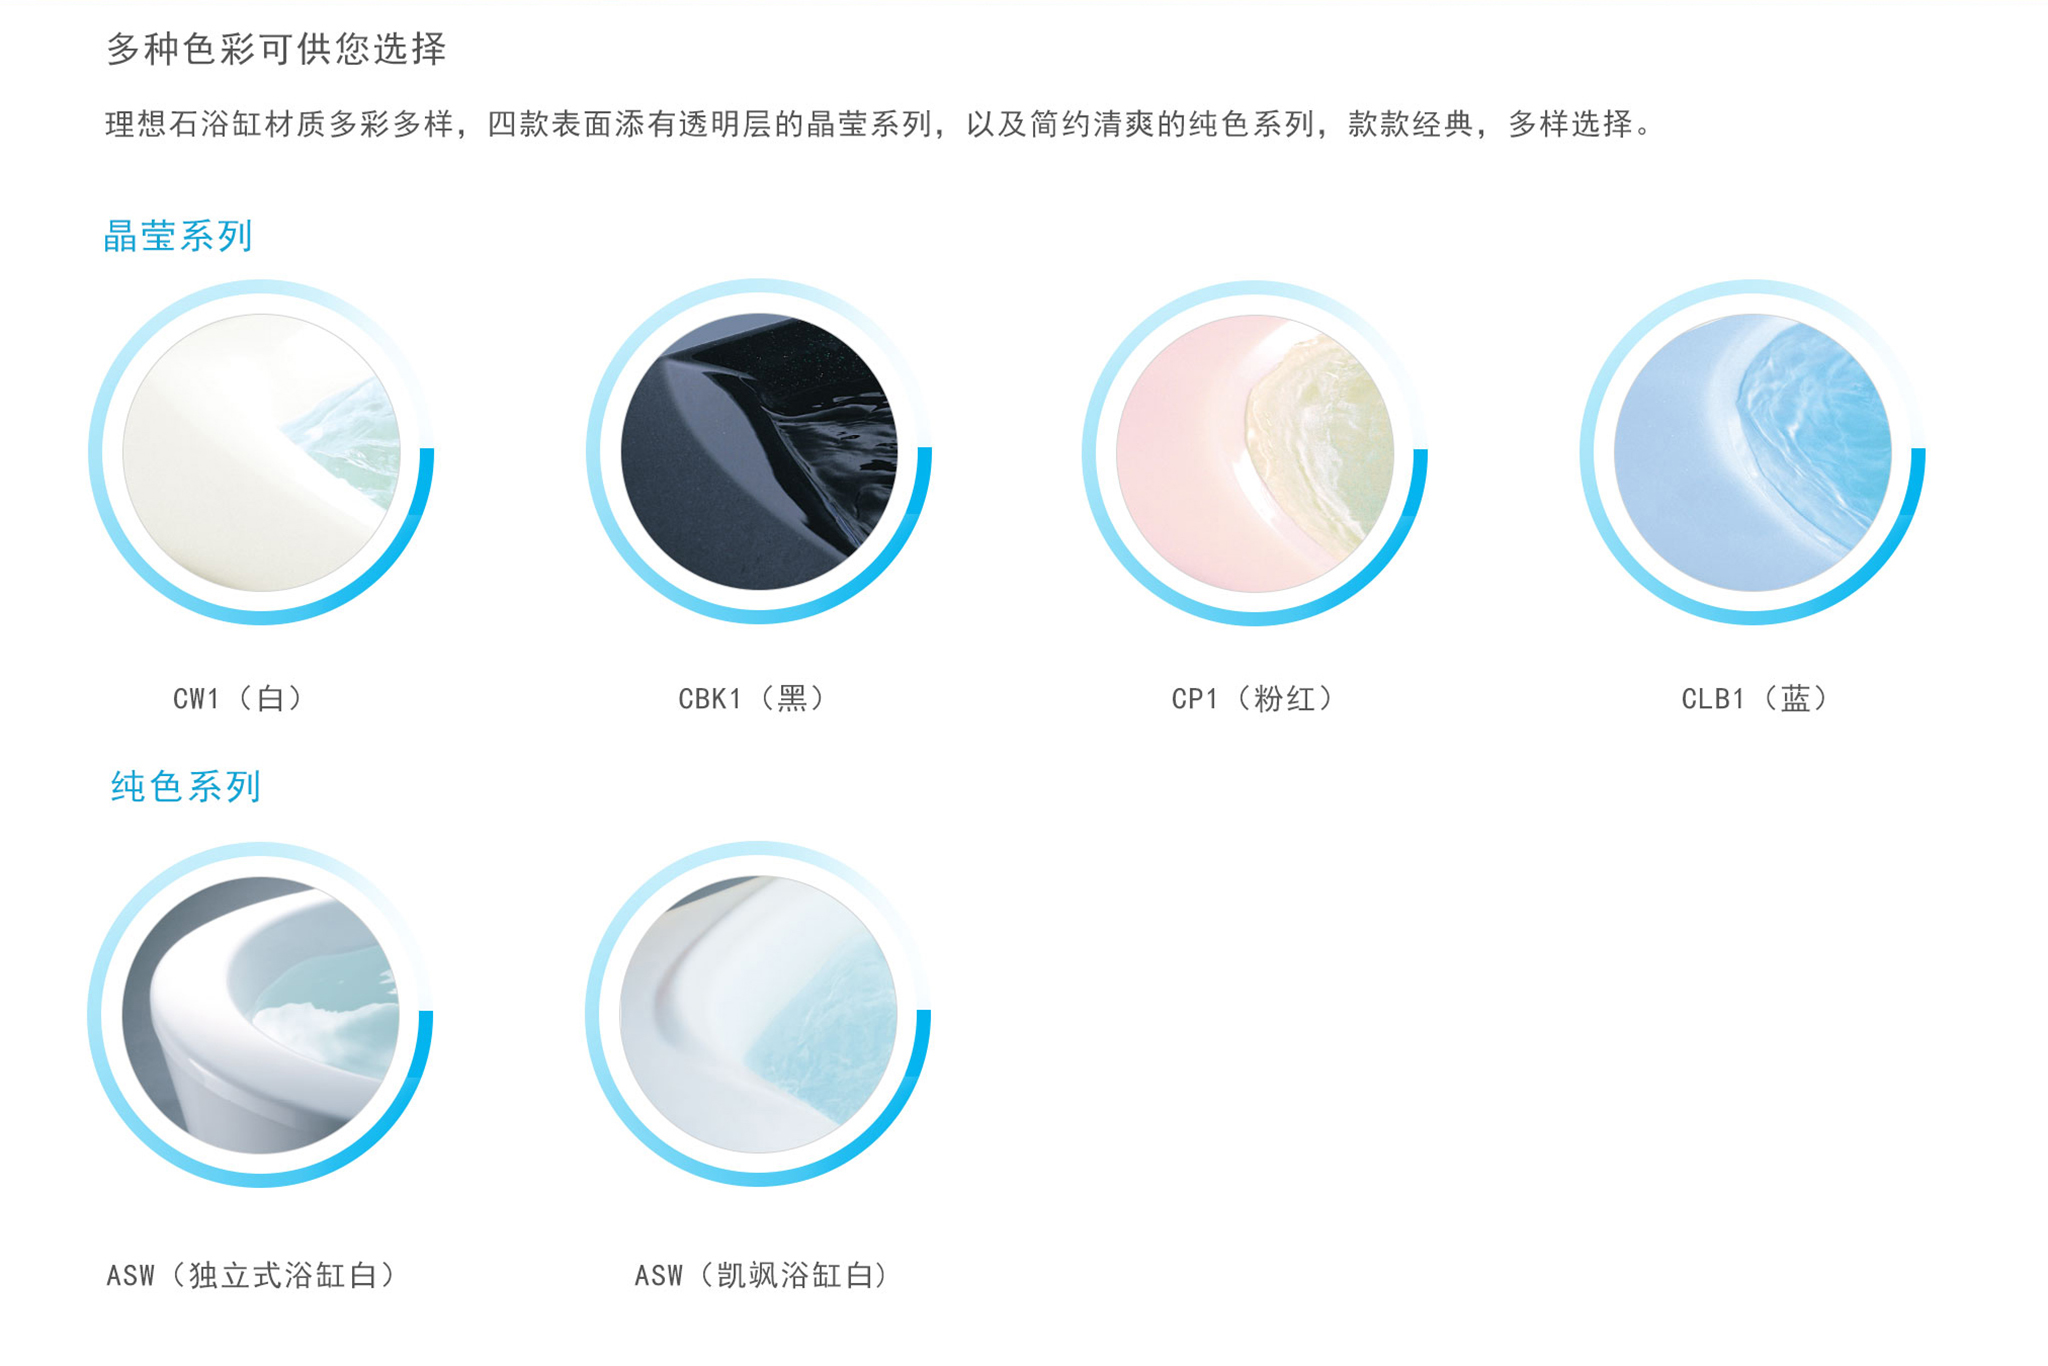 多种色彩可供您选择
理想石浴缸材质多彩多样，四款表面添有透明层的晶莹系列，以及简约清爽的纯色系列，款款经典，多样选择。
晶莹系列
CW1（白）
CBK1（黑）
CP1（粉红）
CLB1（蓝）
纯色系列
ASW（独立式浴缸白）
ASW（凯飒浴缸白）